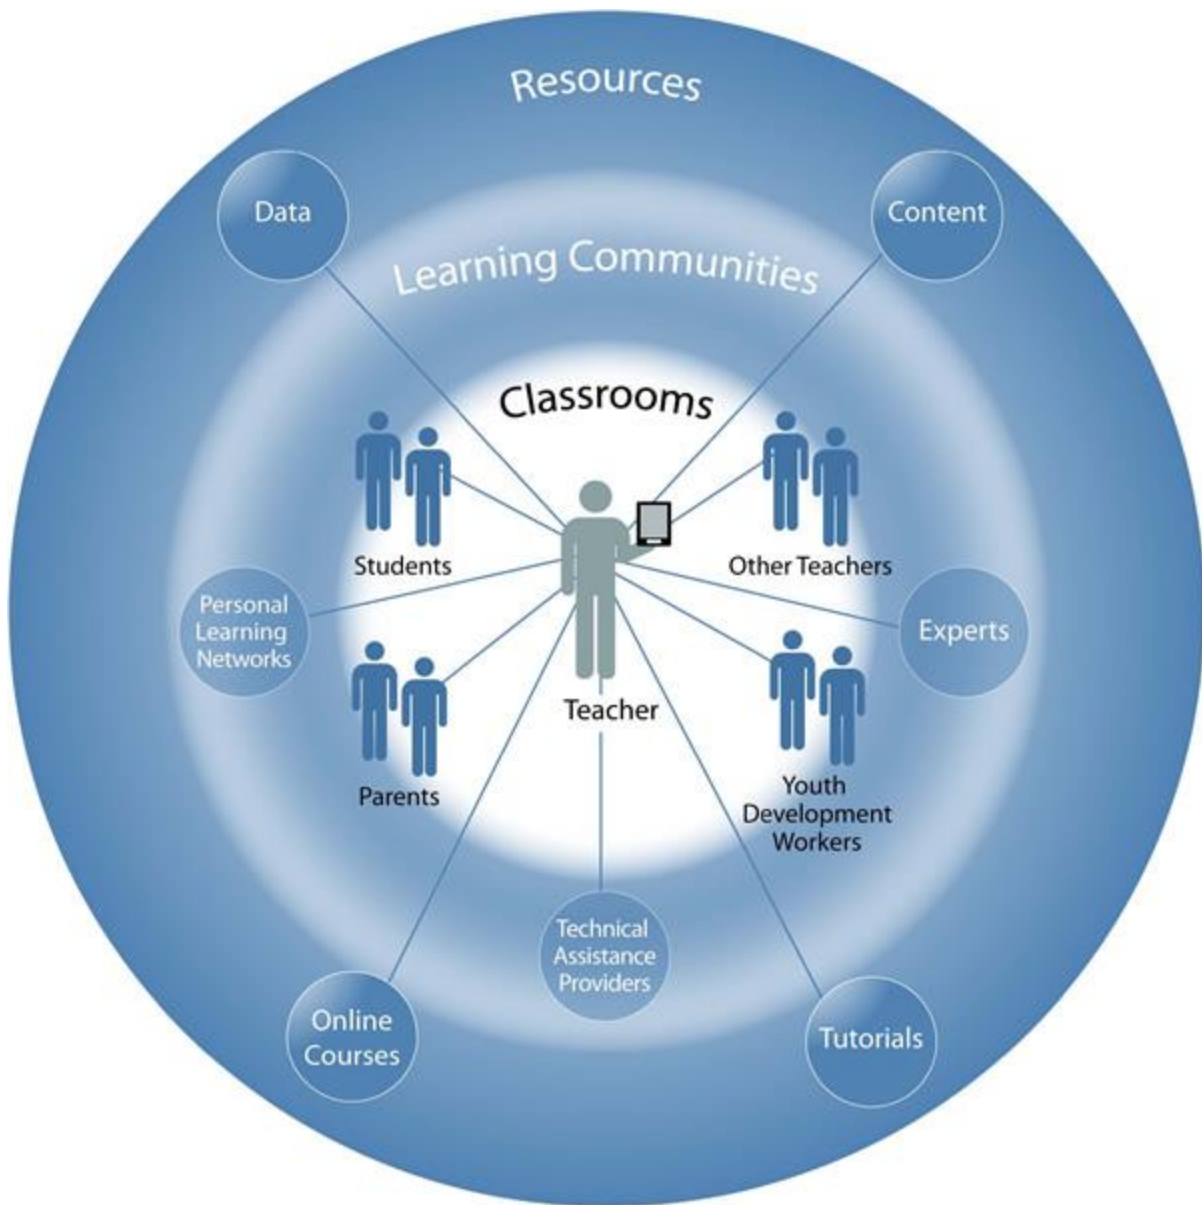 Resources
Data
Content
Learning Communities
Classrooms
Students
Other Teachers
Personal
Learning
Networks
Experts
Teacher
Parents
Youth
Development
Workers
Technical
Assistance
Providers
Online
Courses
Tutorials